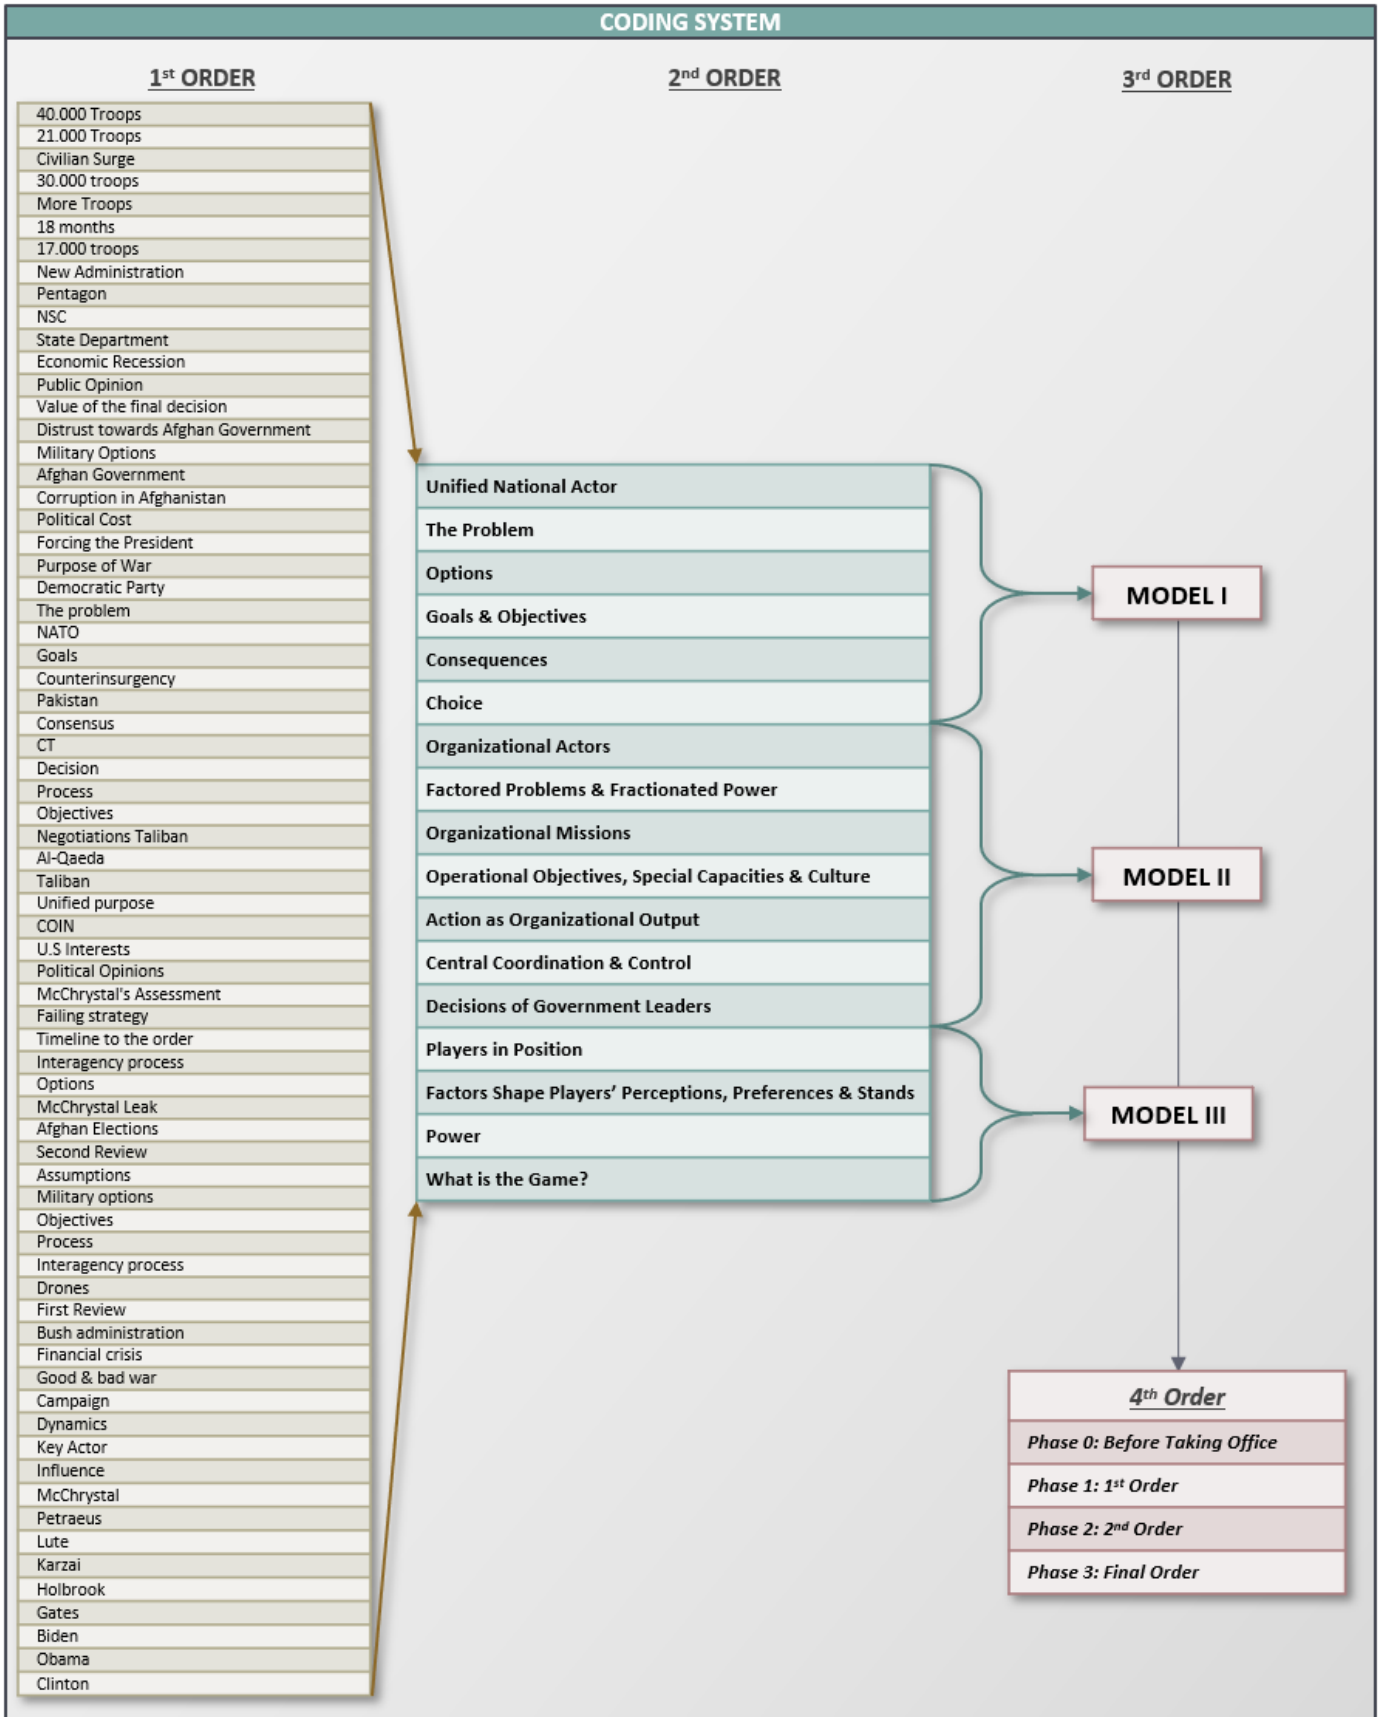 CODING SYSTEM
1st ORDER
2nd ORDER
3rd ORDER
40.000 Troops
21.000 Troops
Civilian Surge
30.000 troops
More Troops
18 months
17.000 troops
New Administration
Pentagon
NSC
State Department
Economic Recession
Public Opinion
Value of the final decision
Distrust towards Afghan Government
Military Options
Afghan Government
Corruption in Afghanistan
Political Cost
Forcing the President
Purpose of War
Democratic Party
The problem
NATO
Goals
Counterinsurgency
Pakistan
Consensus
CT
Decision
Process
Objectives
Negotiations Taliban
Al-Qaeda
Taliban
Unified purpose
COIN
U.S Interests
Political Opinions
McChrystal's Assessment
Failing strategy
Timeline to the order
Interagency process
Options
McChrystal Leak
Afghan Elections
Second Review
Assumptions
Military options
Objectives
Process
Interagency process
Drones
First Review
Bush administration
Financial crisis
Good & bad war
Campaign
Dynamics
Key Actor
Influence
McChrystal
Petraeus
Lute
Karzai
Holbrook
Gates
Biden
Obama
Clinton
Unified National Actor
The Problem
Options
Goals & Objectives
Consequences
Choice
Organizational Actors
Factored Problems & Fractionated Power
Organizational Missions
Operational Objectives, Special Capacities & Culture
Action as Organizational Output
Central Coordination & Control
Decisions of Government Leaders
Players in Position
Factors Shape Players’ Perceptions, Preferences & Stands
Power
What is the Game?
MODEL I
MODEL II
MODEL III
4th Order
Phase 0: Before Taking Office
Phase 1: 1st Order
Phase 2: 2nd Order
Phase 3: Final Order